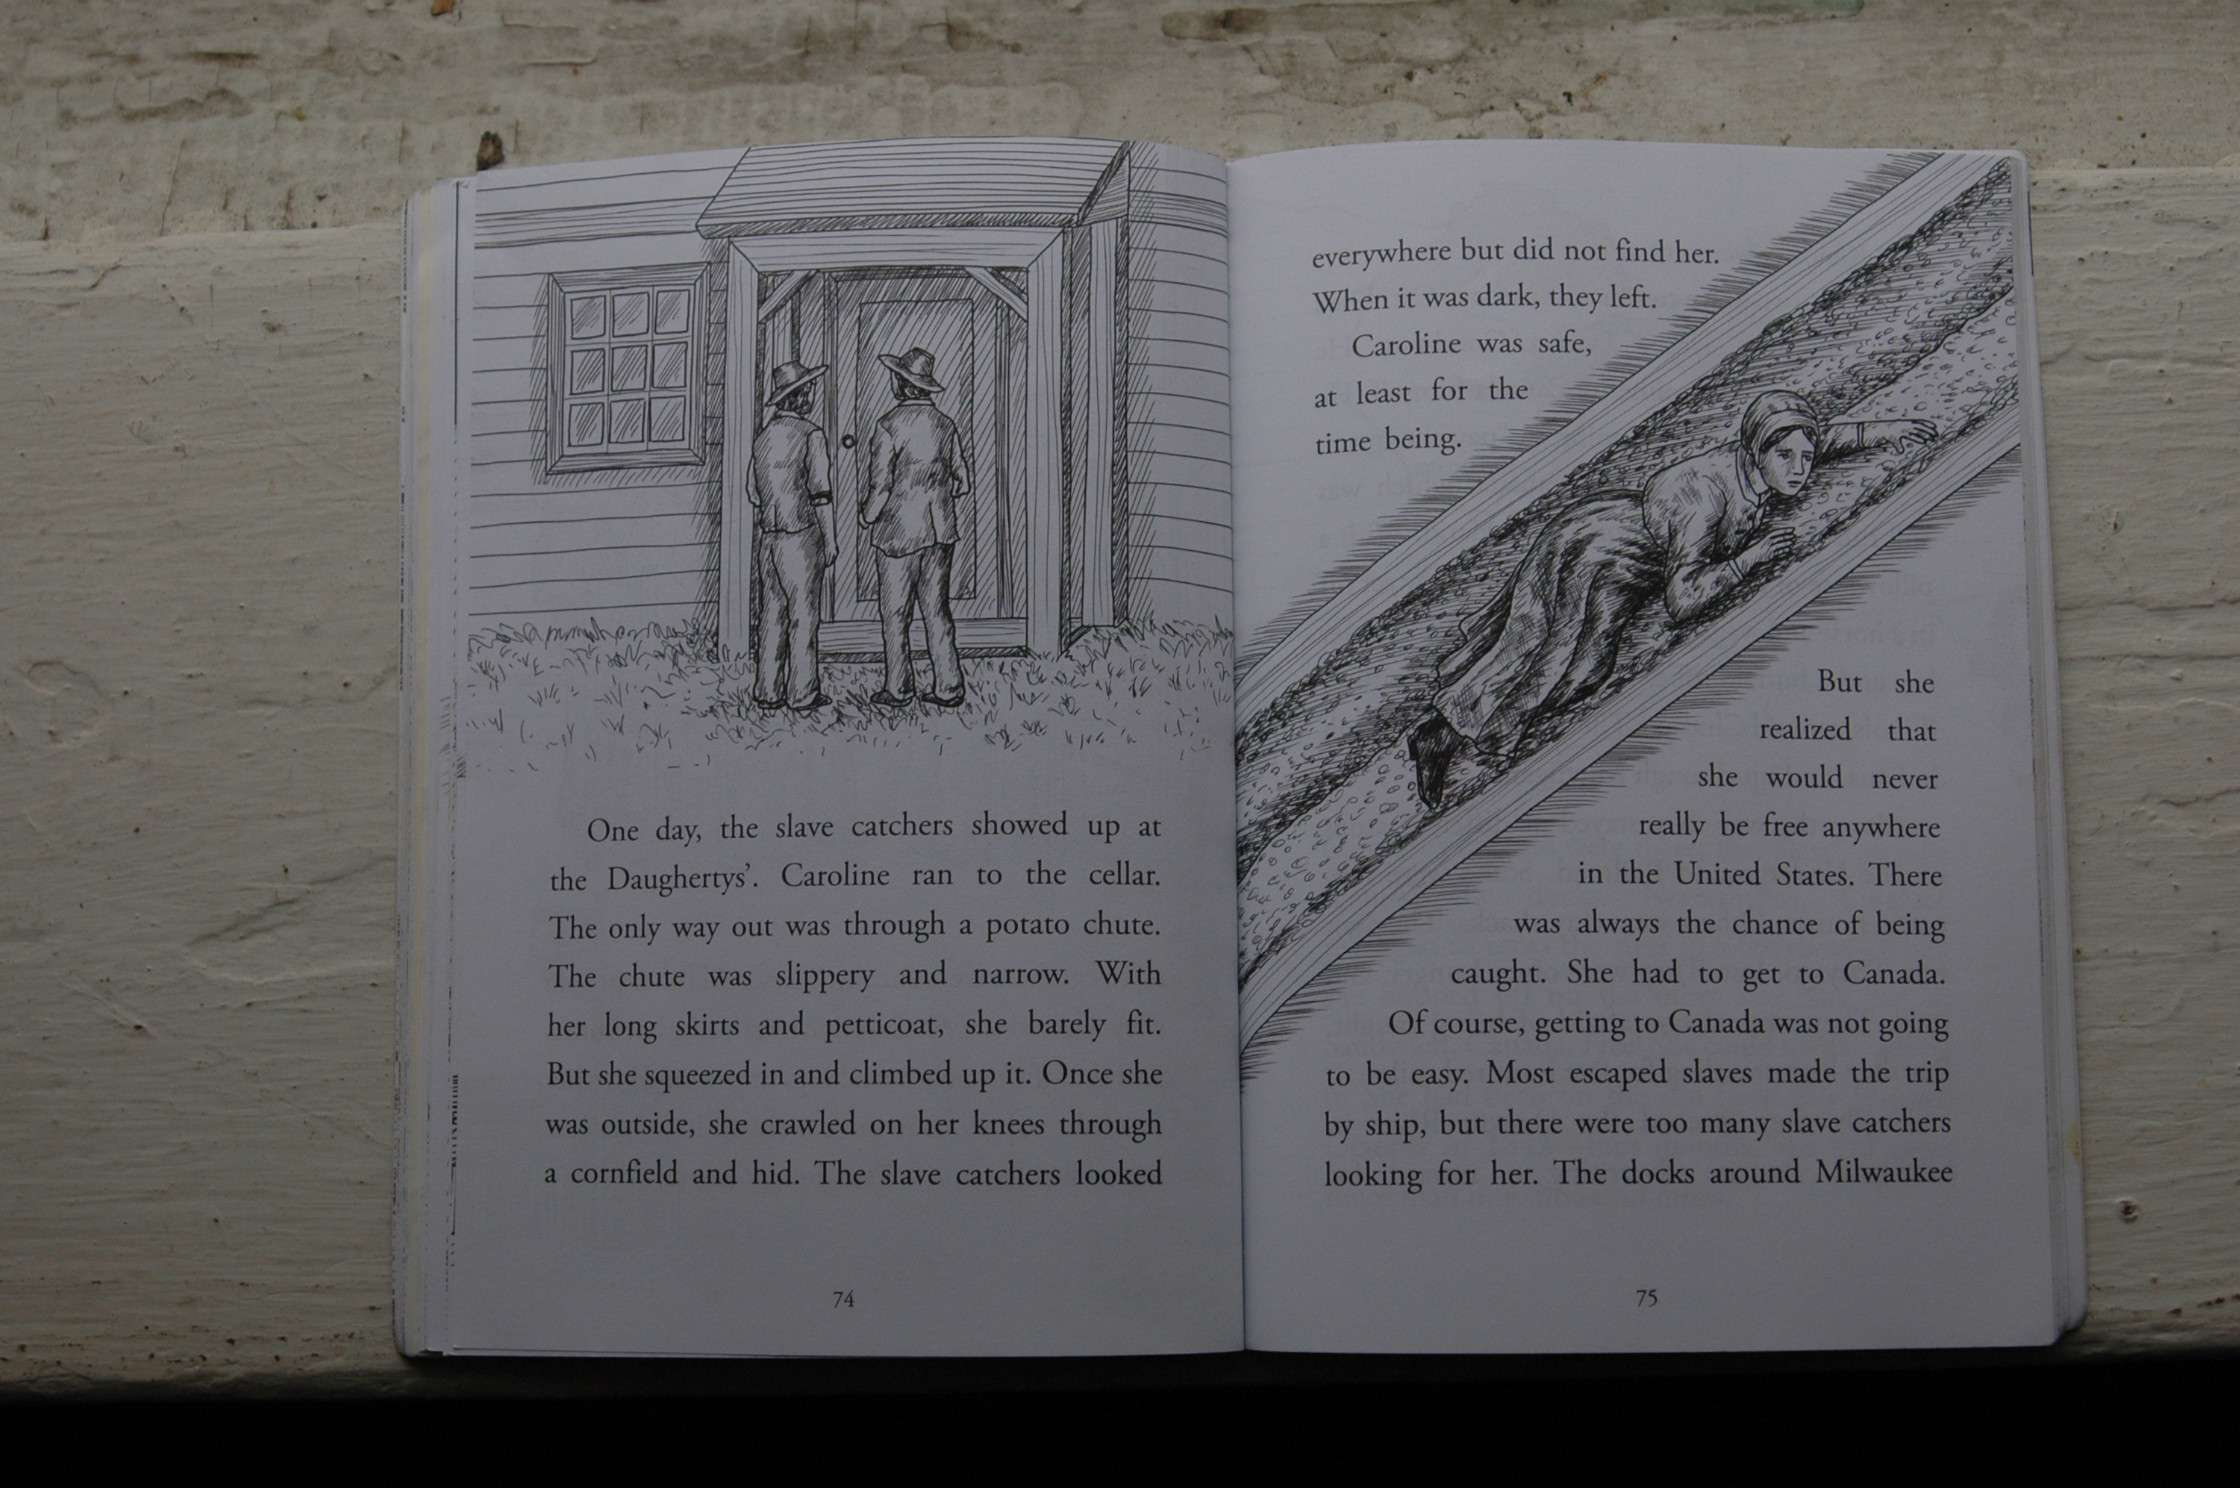 One day, the slave catchers showed up at
the Daughertys’. Caroline ran to the cellar.
The only way out was through a potato chute.
The chute was slippery and narrow. With
her long skirts and petticoat, she barely fit.
But she squeezed in and climbed up it. Once she
was outside, she crawled on her knees through
a cornfield and hid. The slave catchers looked
74
everywhere but did not find her.
When it was dark, they left.
Caroline was safe,
at least for the
time being.
But she
realized that
she would never
really be free anywhere
in the United States. There
was always the chance of being
caught. She had to get to Canada.
Of course, getting to Canada was not going
to be easy. Most escaped slaves made the trip
by ship, but there were too many slave catchers
looking for her. The docks around Milwaukee
75